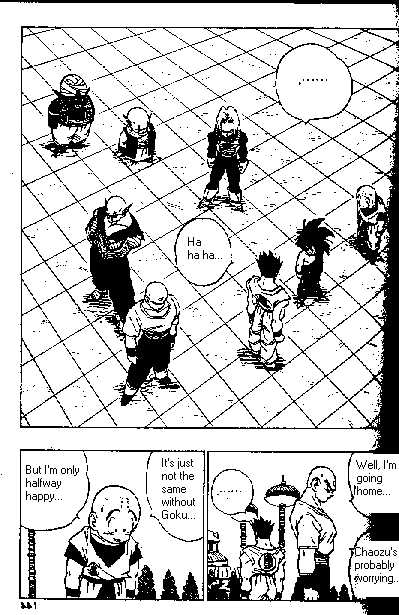 Ha
ha ha...
........
But I'm only
halfway
happy...
It's just
not the
same
without
Goku...
......
Well, I'm
going
home...
Chaozu's
probably
worrying...